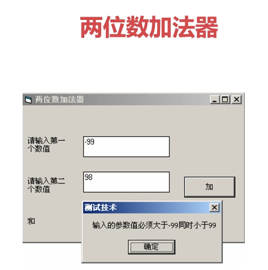 两位数加法器
两位数加法器
请输入第一
个数值
-99
请输入第二
个数值
98
加
测试技术
和
输入的参数值必须大于-99同时小于99
确定